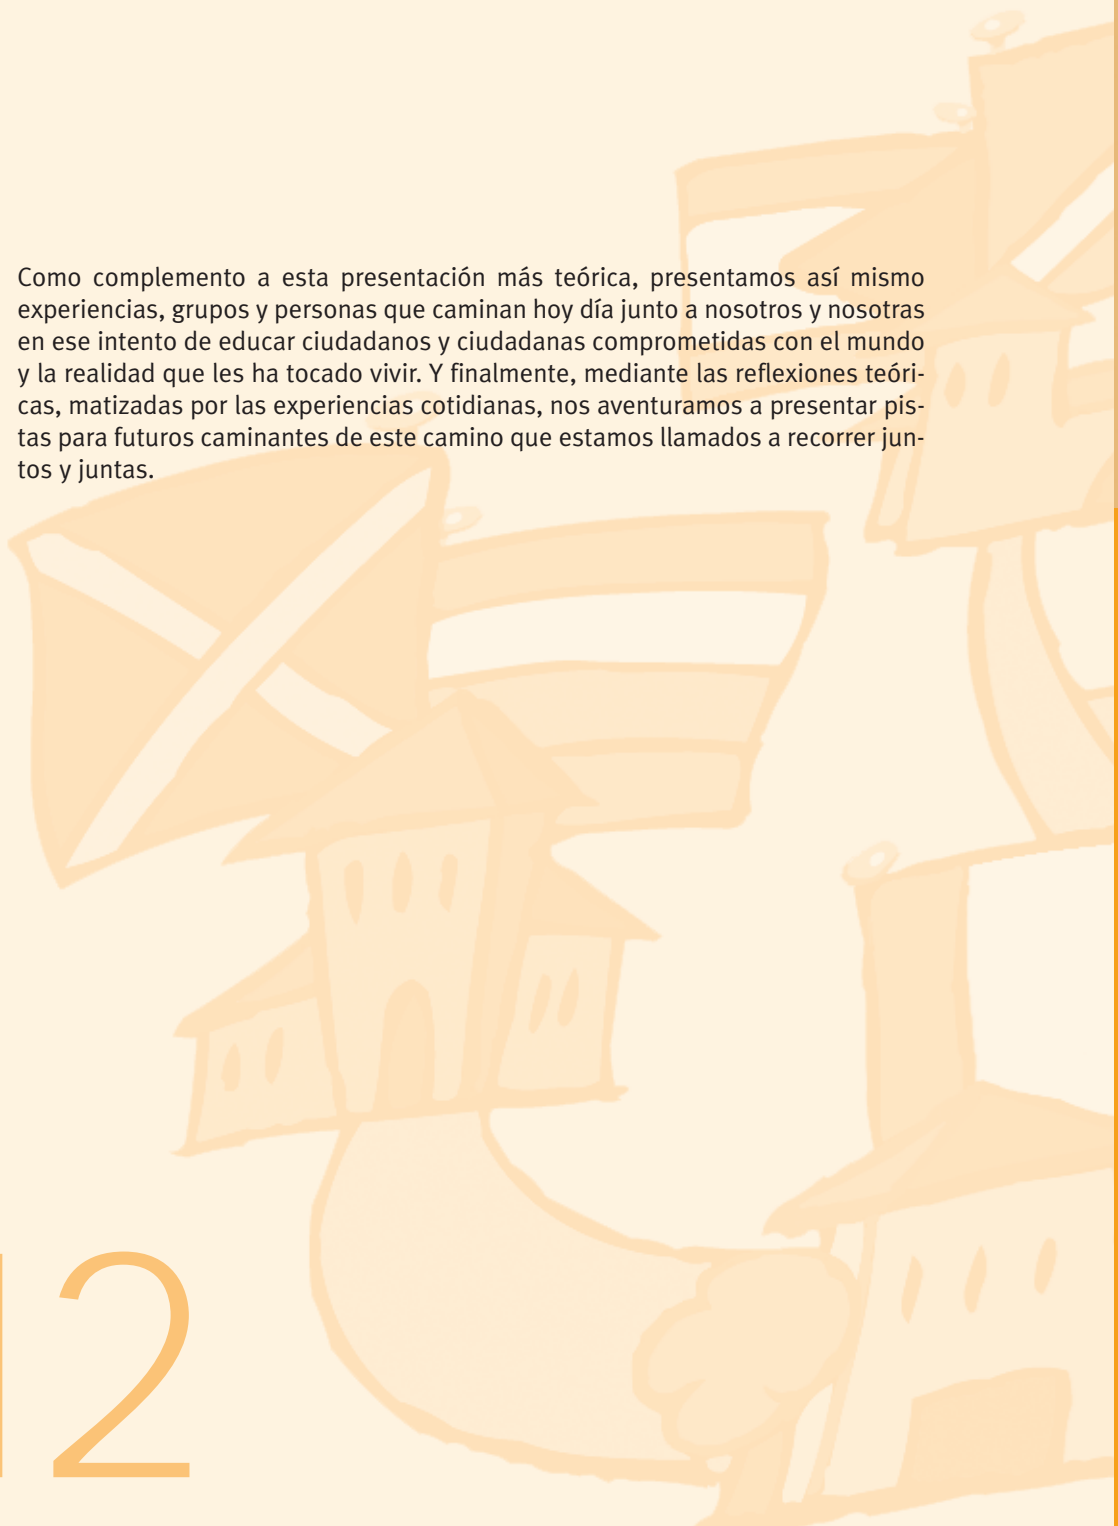 Como complemento a esta presentación más teórica, presentamos así mismo
experiencias, grupos y personas que caminan hoy día junto a nosotros y nosotras
en ese intento de educar ciudadanos y ciudadanas comprometidas con el mundo
y la realidad que les ha tocado vivir. Y finalmente, mediante las reflexiones teóri-
cas, matizadas por las experiencias cotidianas, nos aventuramos a presentar pis-
tas para futuros caminantes de este camino que estamos llamados a recorrer jun-
tos y juntas.
12